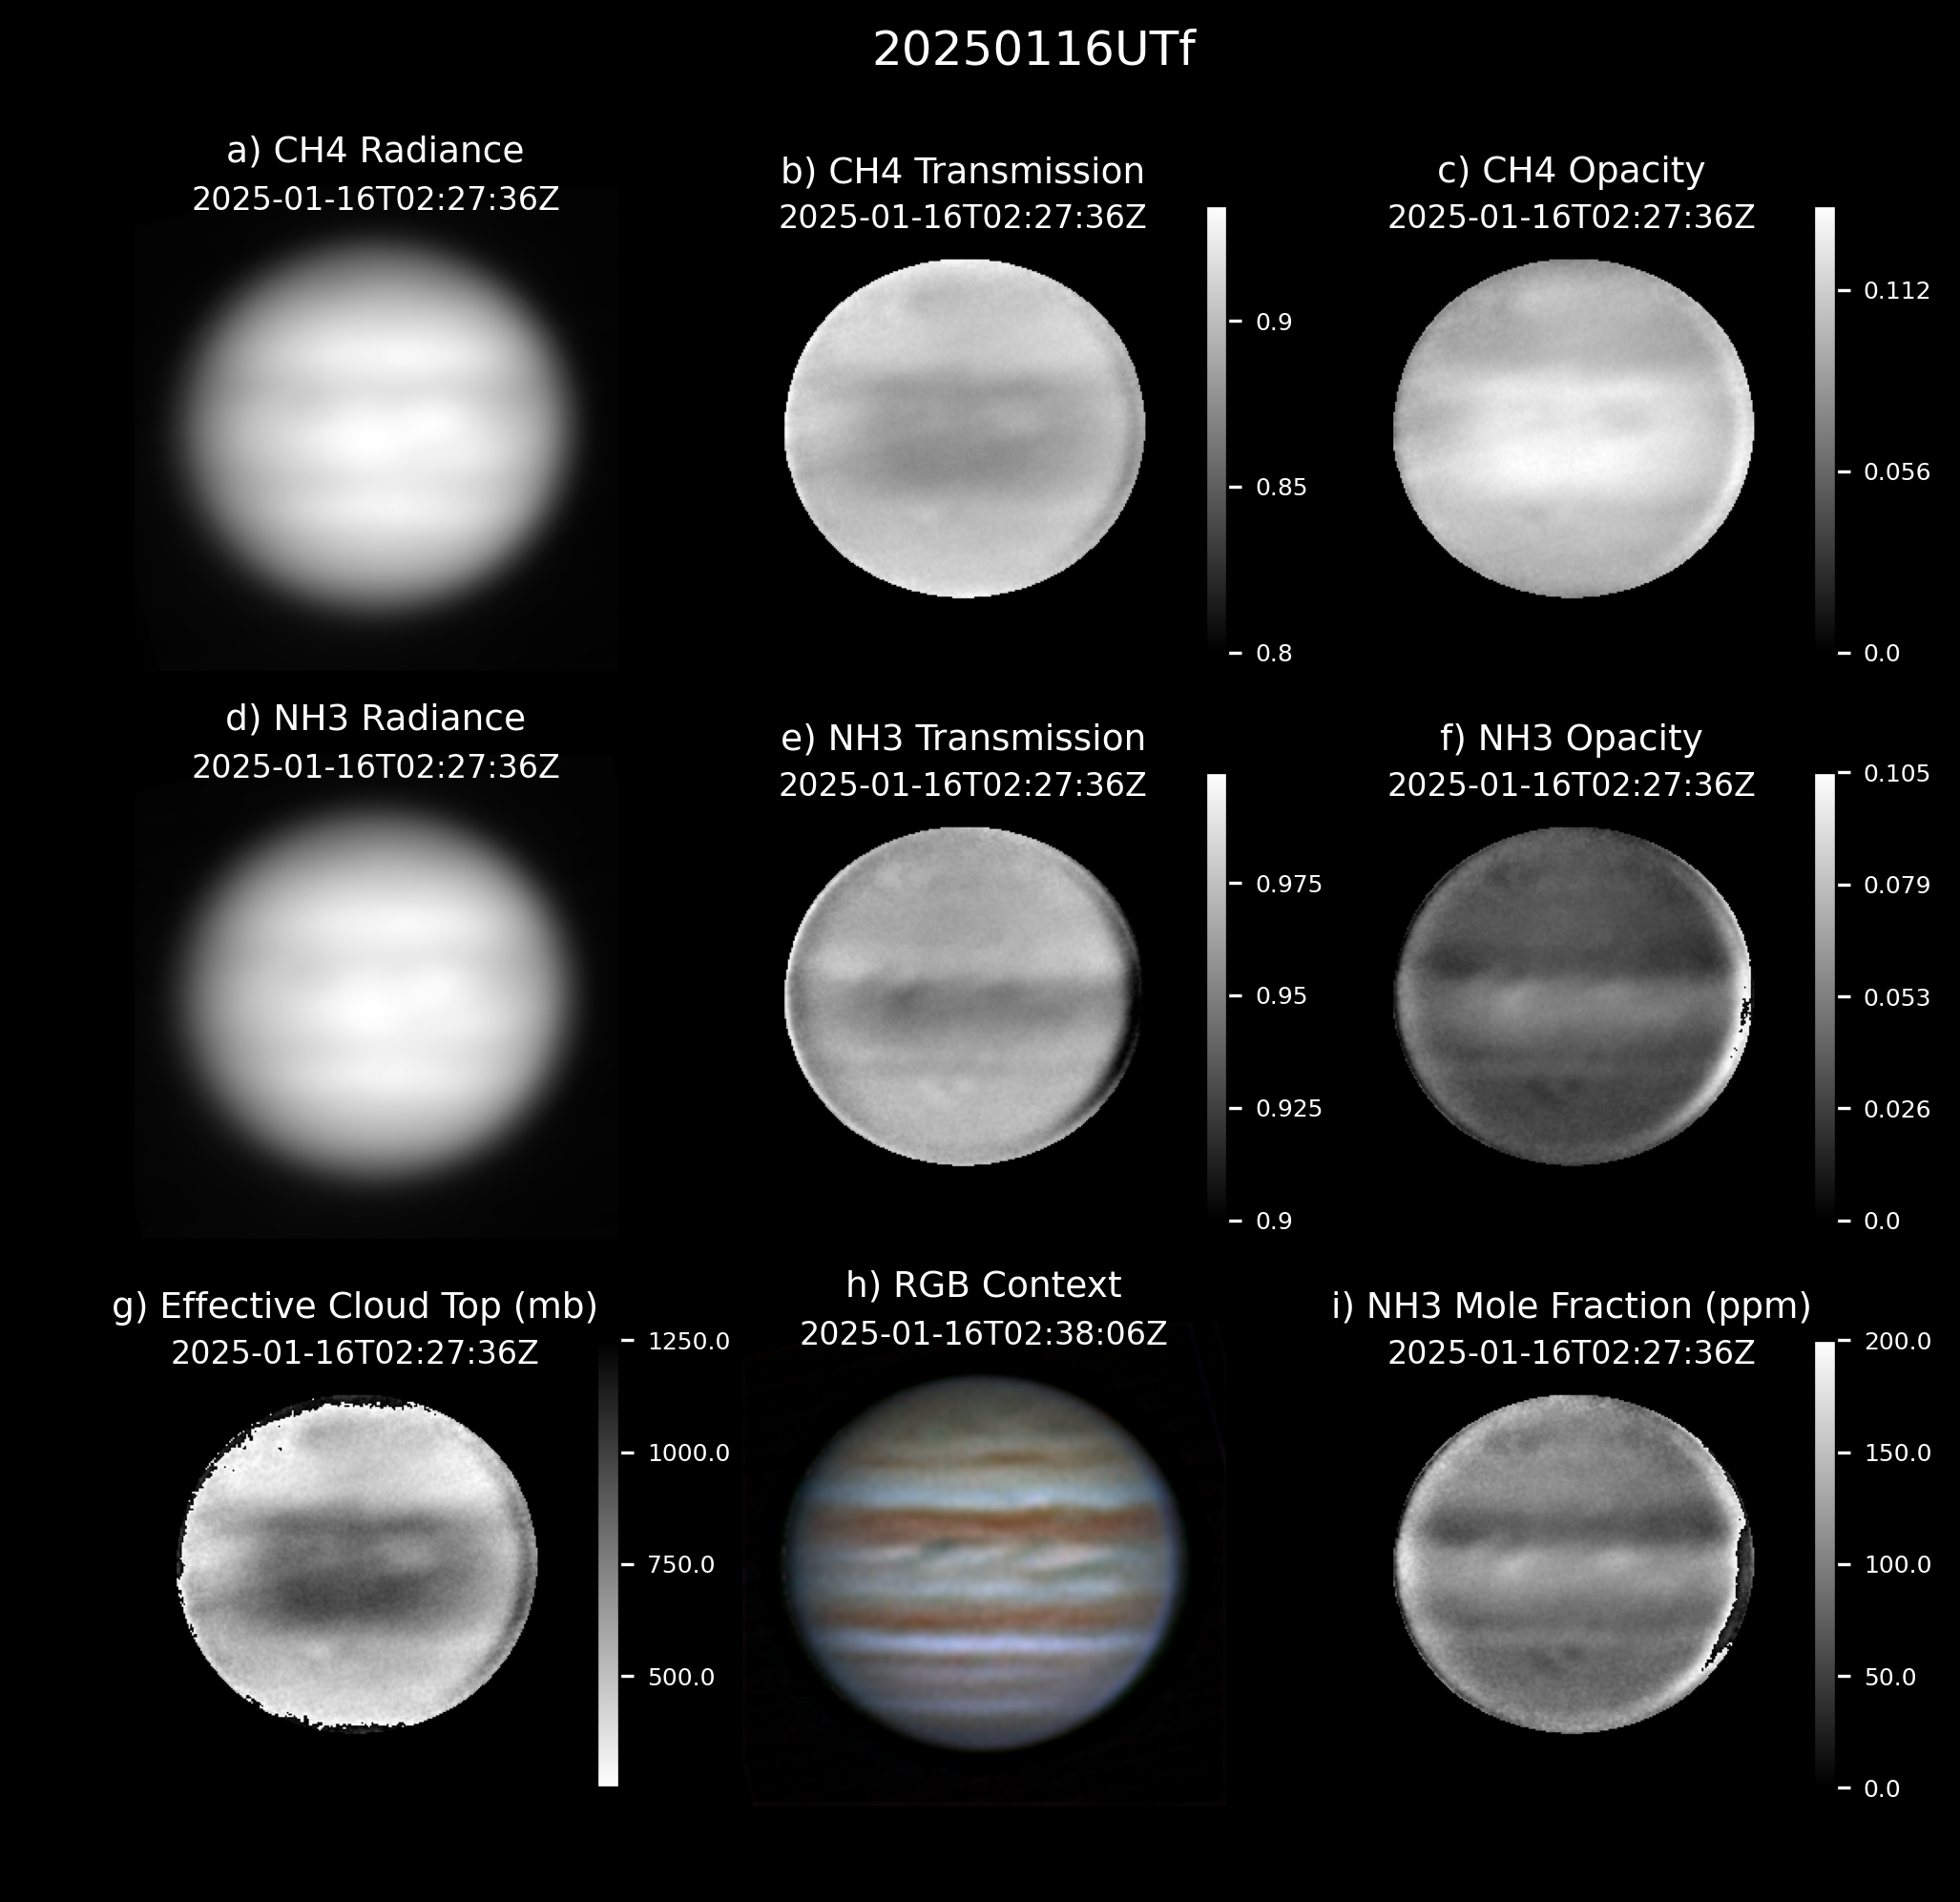 20250116UTf
a) CH4 Radiance
2025-01-16T02:27:36Z
b) CH4 Transmission
2025-01-16T02:27:36Z
0.9
0.85
0.8
c) CH4 Opacity
2025-01-16T02:27:36Z
0.112
0.056
0.0
d) NH3 Radiance
2025-01-16T02:27:36Z
e) NH3 Transmission
2025-01-16T02:27:36Z
0.975
0.95
0.925
0.9
f) NH3 Opacity
2025-01-16T02:27:36Z
0.105
0.079
0.053
0.026
0.0
g) Effective Cloud Top (mb)
2025-01-16T02:27:36Z
1250.0
1000.0
750.0
500.0
h) RGB Context
2025-01-16T02:38:06Z
i) NH3 Mole Fraction (ppm)
2025-01-16T02:27:36Z
200.0
150.0
100.0
50.0
0.0